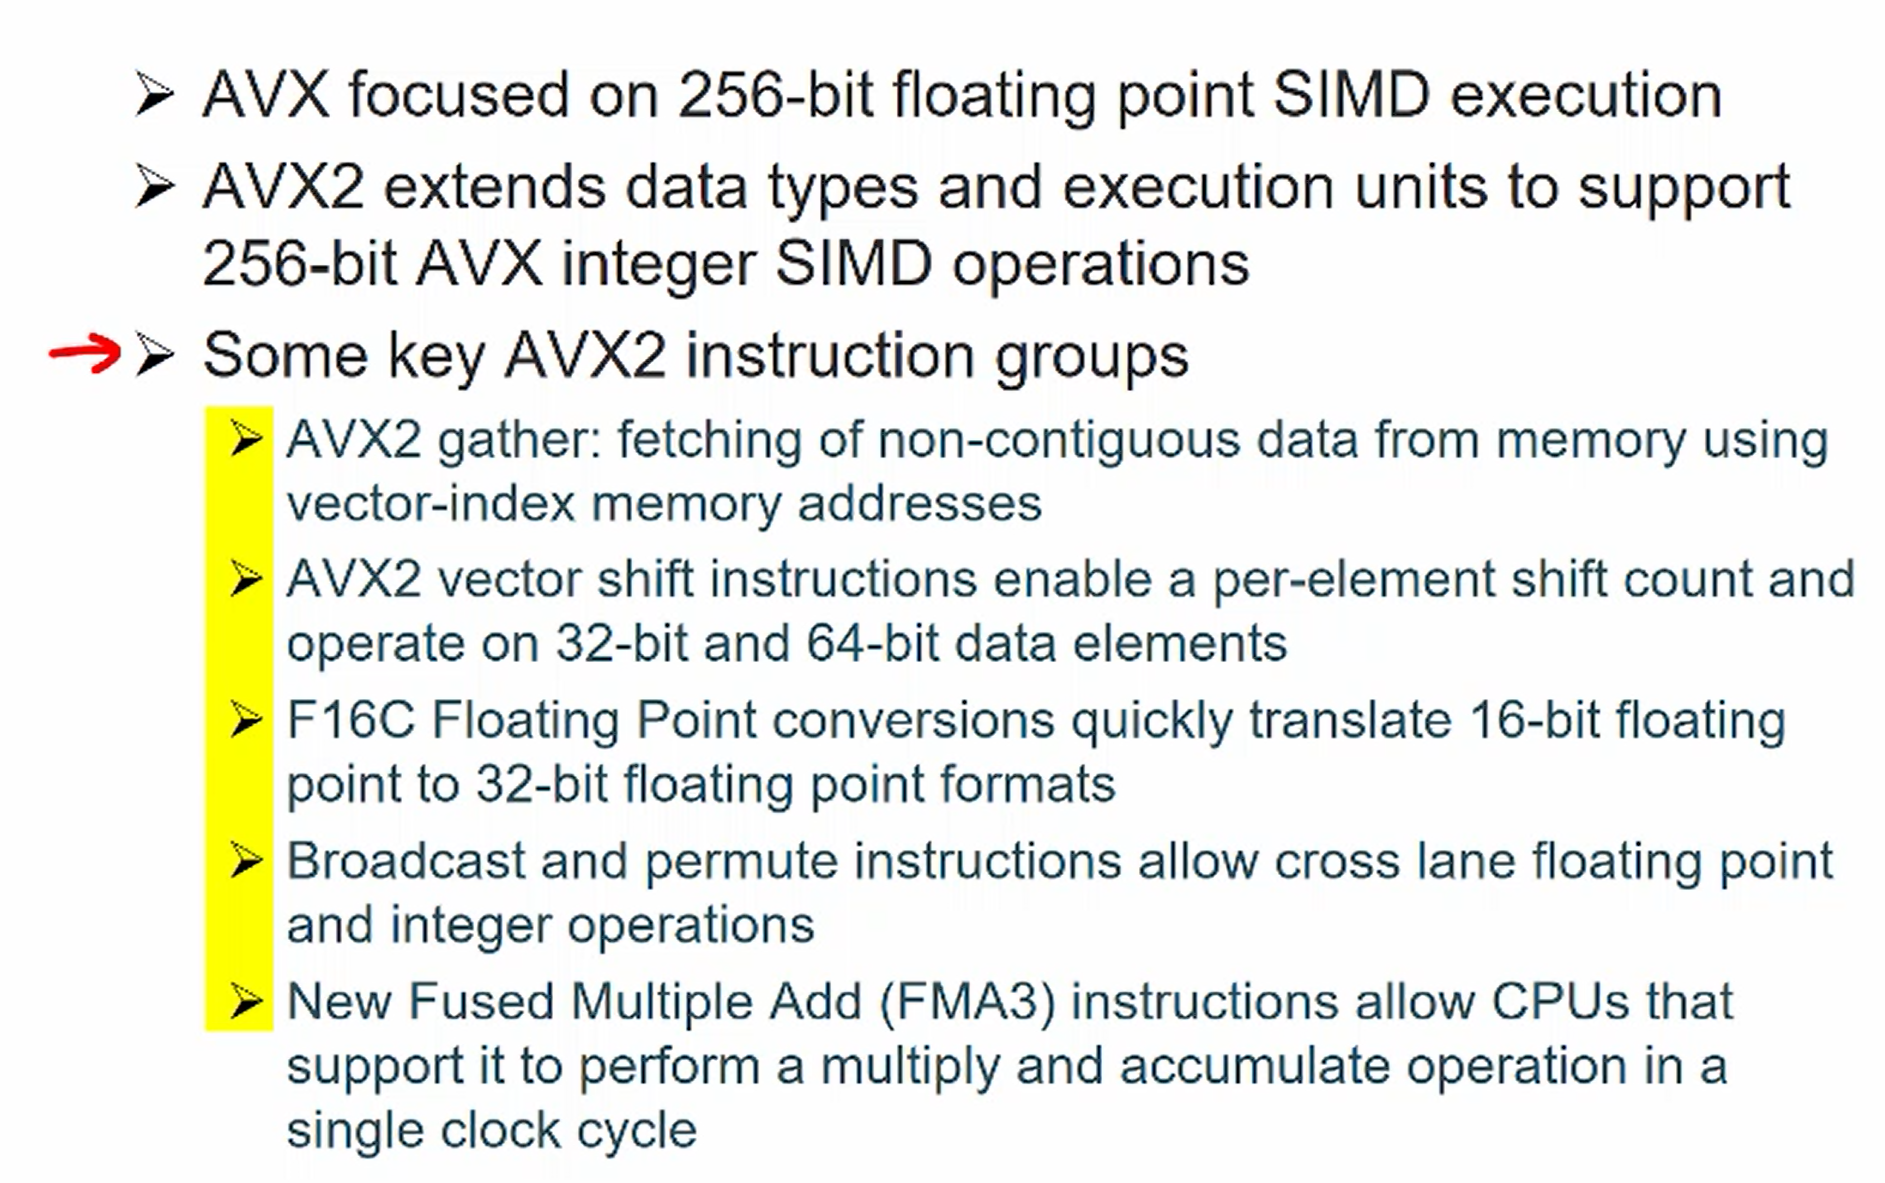 AVX focused on 256-bit floating point SIMD execution
AVX2 extends data types and execution units to support
256-bit AVX integer SIMD operations
Some key AVX2 instruction groups
AVX2 gather: fetching of non-contiguous data from memory using
vector-index memory addresses
AVX2 vector shift instructions enable a per-element shift count and
operate on 32-bit and 64-bit data elements
F16C Floating Point conversions quickly translate 16-bit floating
point to 32-bit floating point formats
Broadcast and permute instructions allow cross lane floating point
and integer operations
New Fused Multiple Add (FMA3) instructions allow CPUs that
support it to perform a multiply and accumulate operation in a
single clock cycle